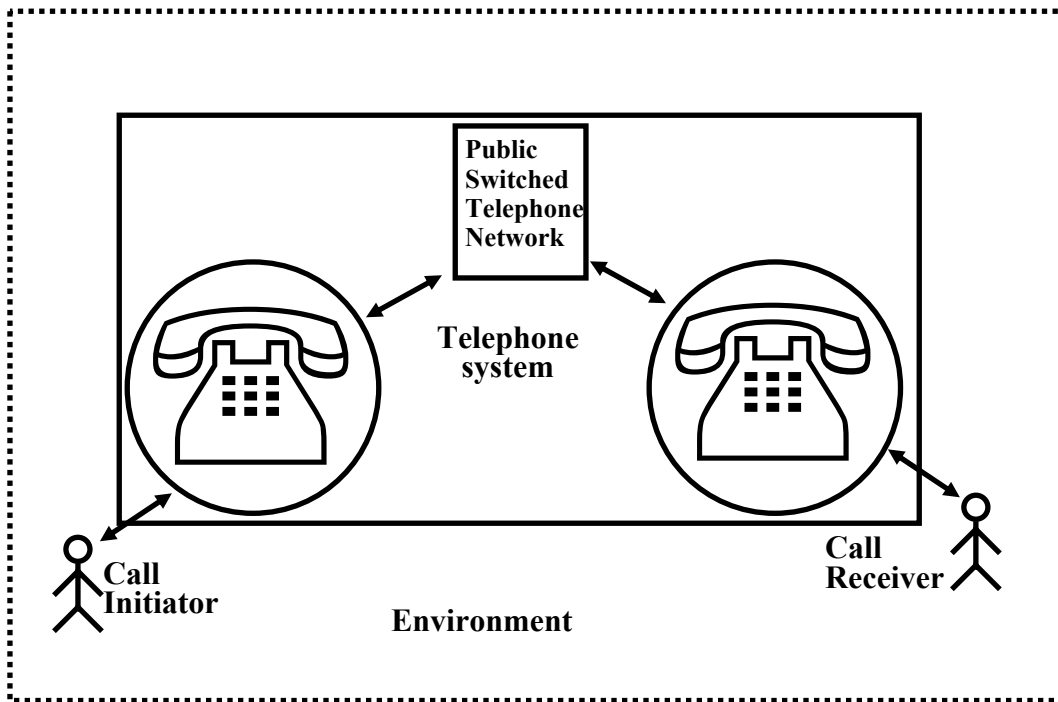 Public
Switched
Telephone
Network
Telephone
system
Call
Initiator
Call
Receiver
Environment